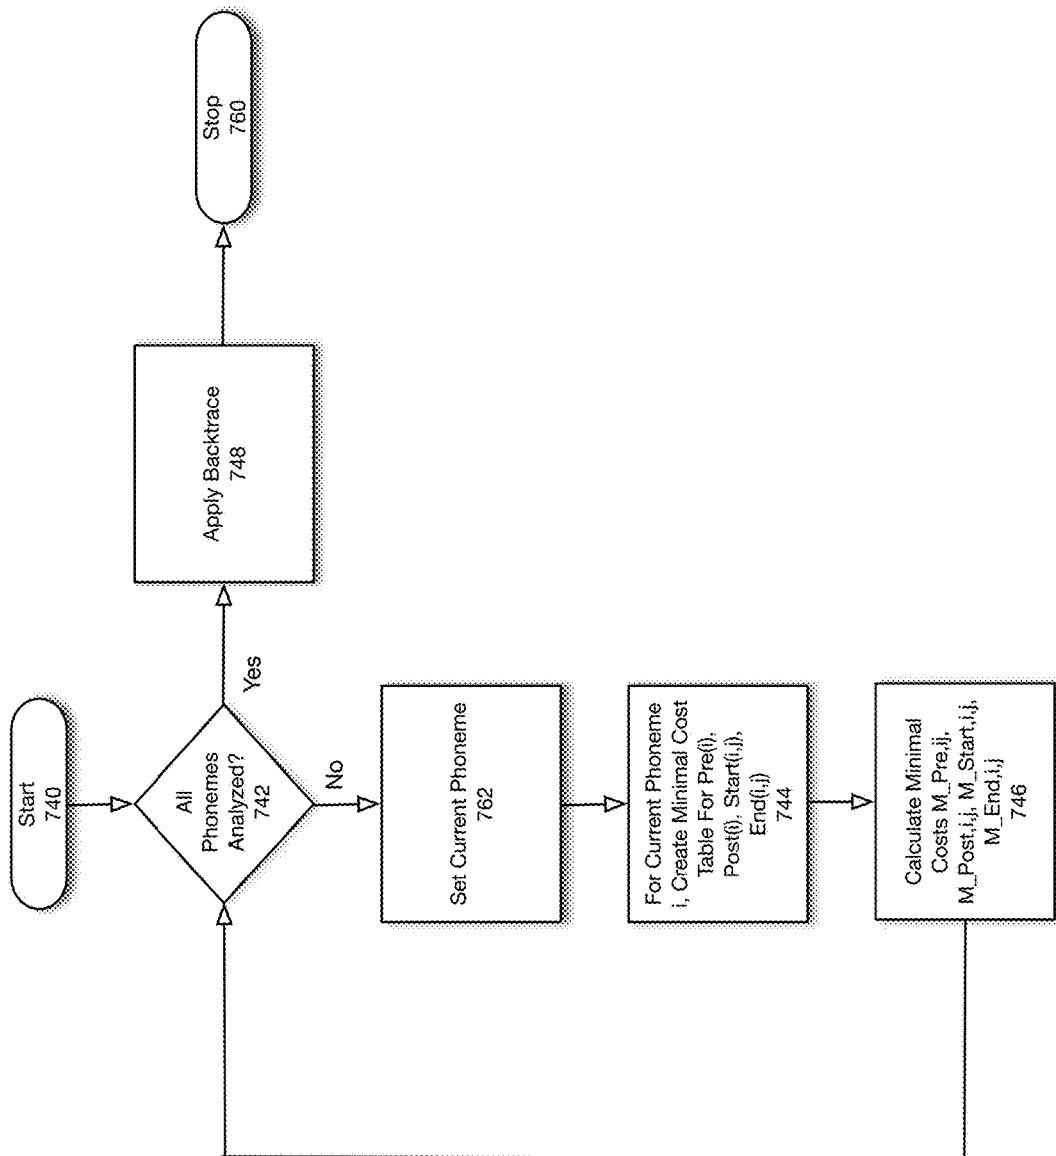 Start
740
All
Phonemes
Analyzed?
742
Yes
Apply Backtrace
748
Stop
760
No
Set Current Phoneme
762
For Current Phoneme
i, Create Minimal Cost
Table For Pre(i),
Post(i), Start(i,j),
End(i,j)
744
Calculate Minimal
Costs M_Pre,ij,
M_Post,i,j, M_Start,i,j,
M_End,i,j
746